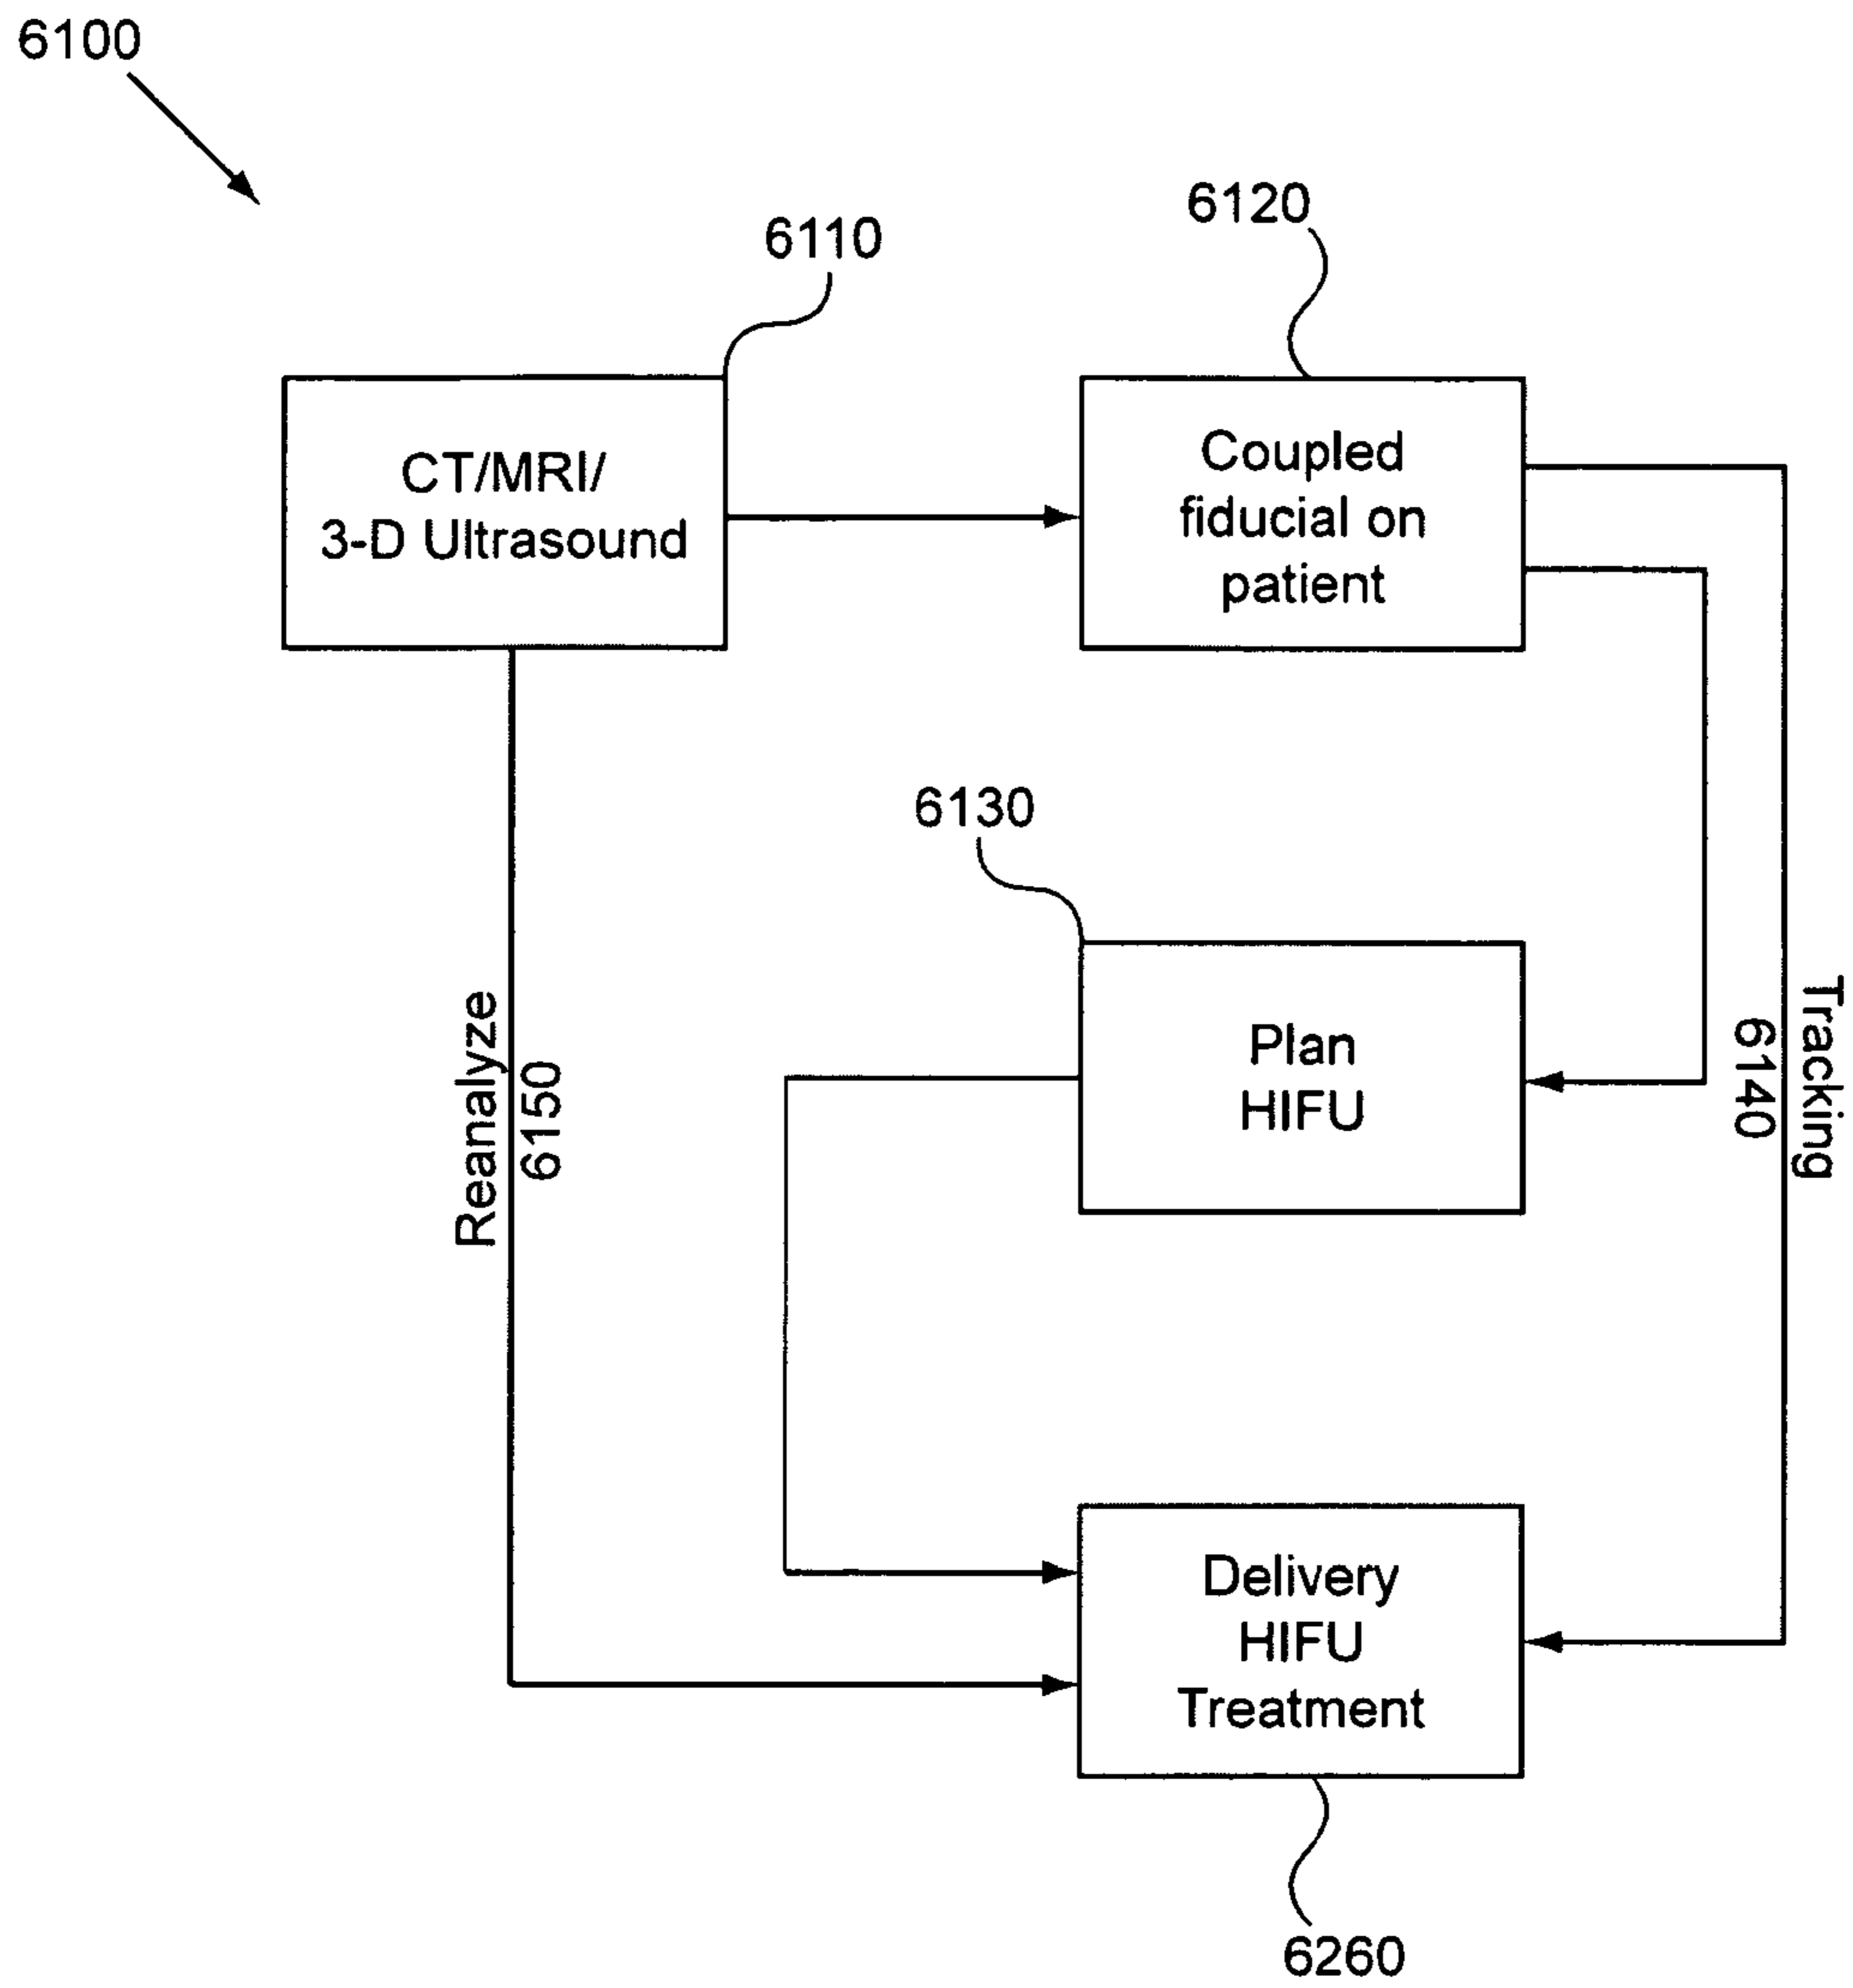 6100
6110
6120
CT/MRI/
3-D Ultrasound
Coupled
fiducial on
patient
6130
Plan
HIFU
Reanalyze
6150
Tracking
6140
Delivery
HIFU
Treatment
6260